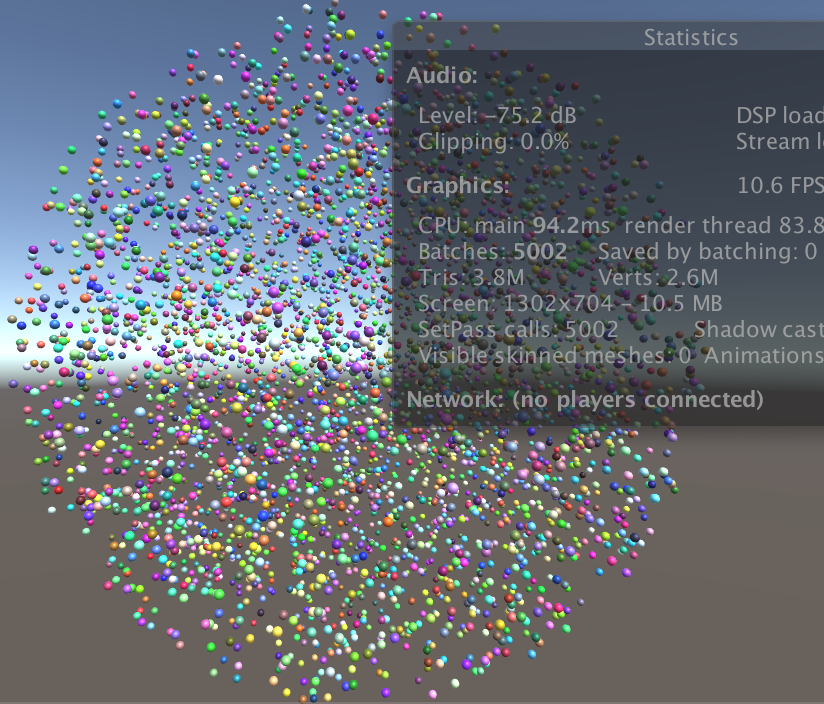 Statistics
Audio:
Level: -75.2 dB DSP load
Clipping: 0.0% Stream l
Graphics: 10.6 FPS
CPU: main 94.2ms render thread 83.8
Batches: 5002 Saved by batching: 0
Tris: 3.8M Verts: 2.6M
Screen: 1302x704 - 10.5 MB
SetPass calls: 5002 Shadow cast
Visible skinned meshes: 0 Animations
Network: (no players connected)